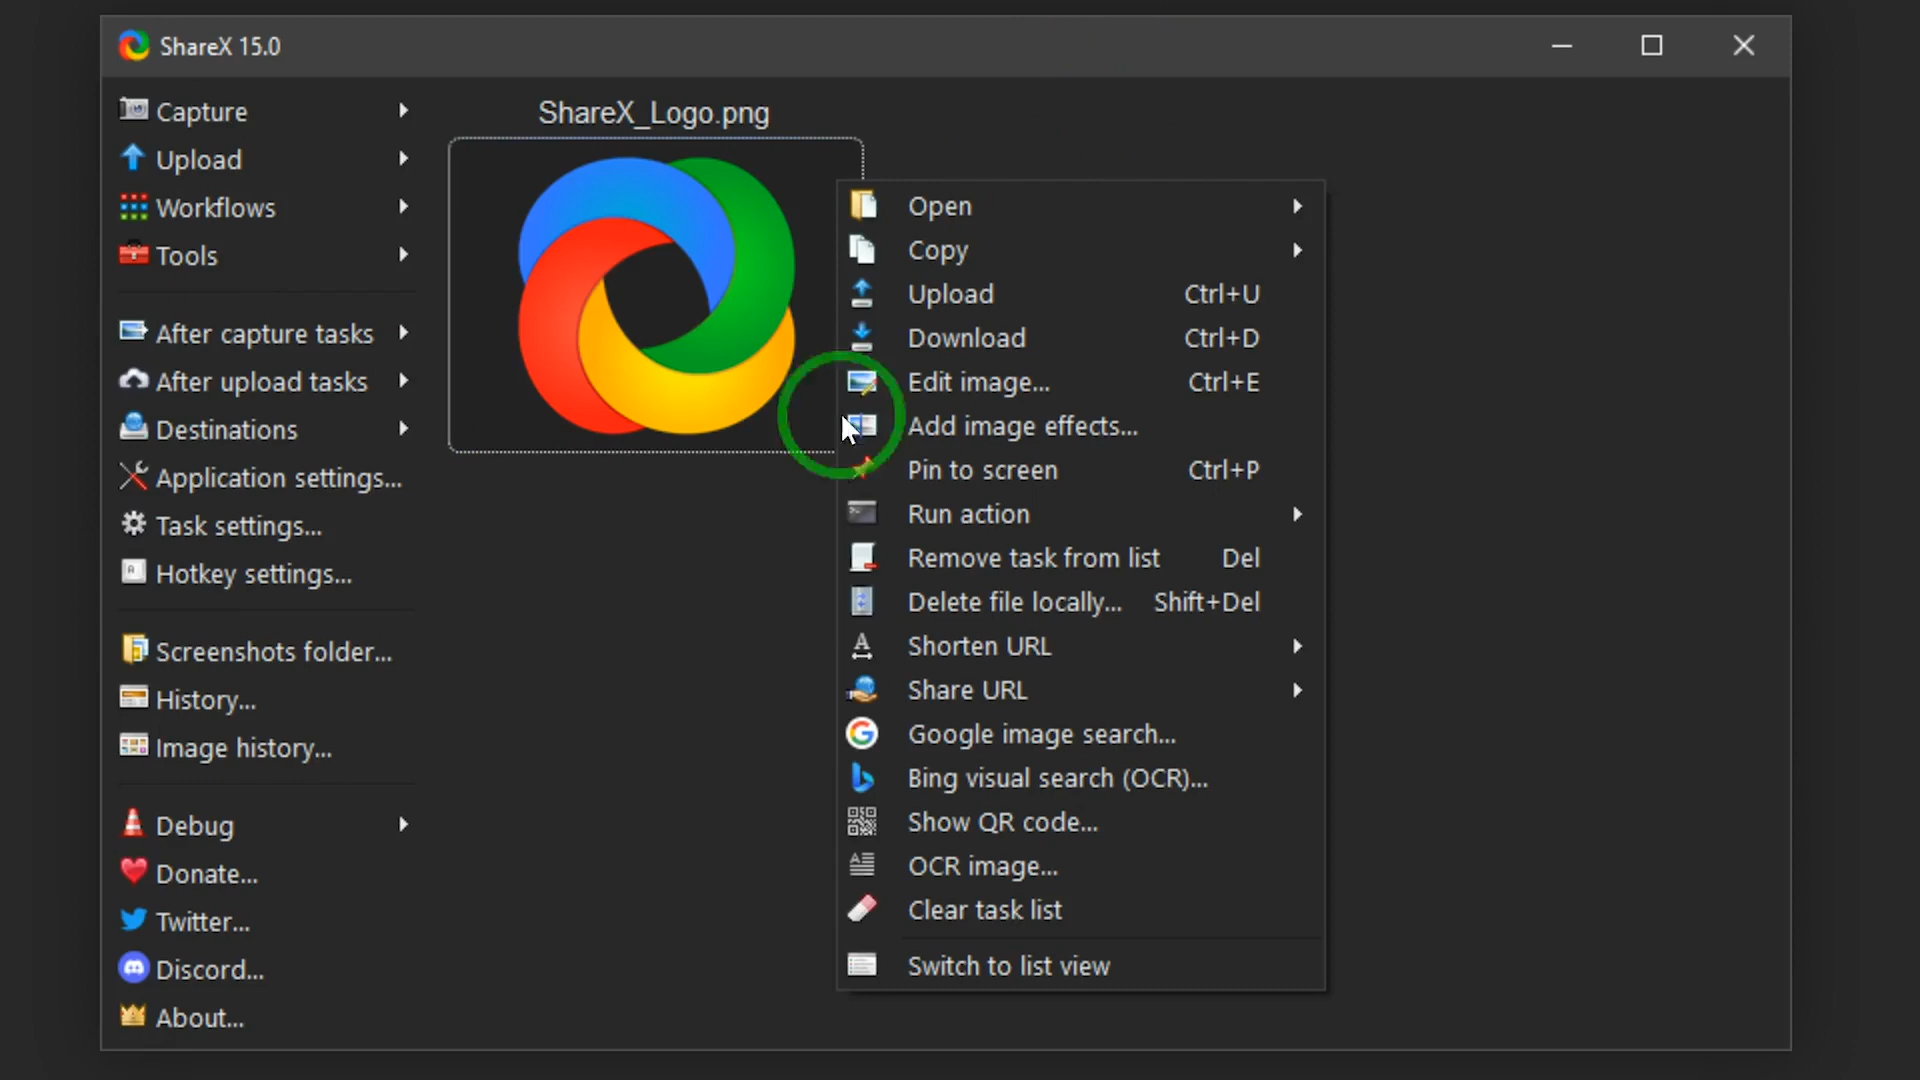 ShareX 15.0
Capture
Upload
Workflows
Tools
After capture tasks
After upload tasks
Destinations
Application settings...
Task settings...
Hotkey settings...
Screenshots folder...
History...
Image history...
Debug
Donate...
Twitter...
Discord...
About...
ShareX_Logo.png
Open
Copy
Upload Ctrl+U
Download Ctrl+D
Edit image... Ctrl+E
Add image effects...
Pin to screen Ctrl+P
Run action
Remove task from list Del
Delete file locally... Shift+Del
Shorten URL
Share URL
Google image search...
Bing visual search (OCR)...
Show QR code...
OCR image...
Clear task list
Switch to list view